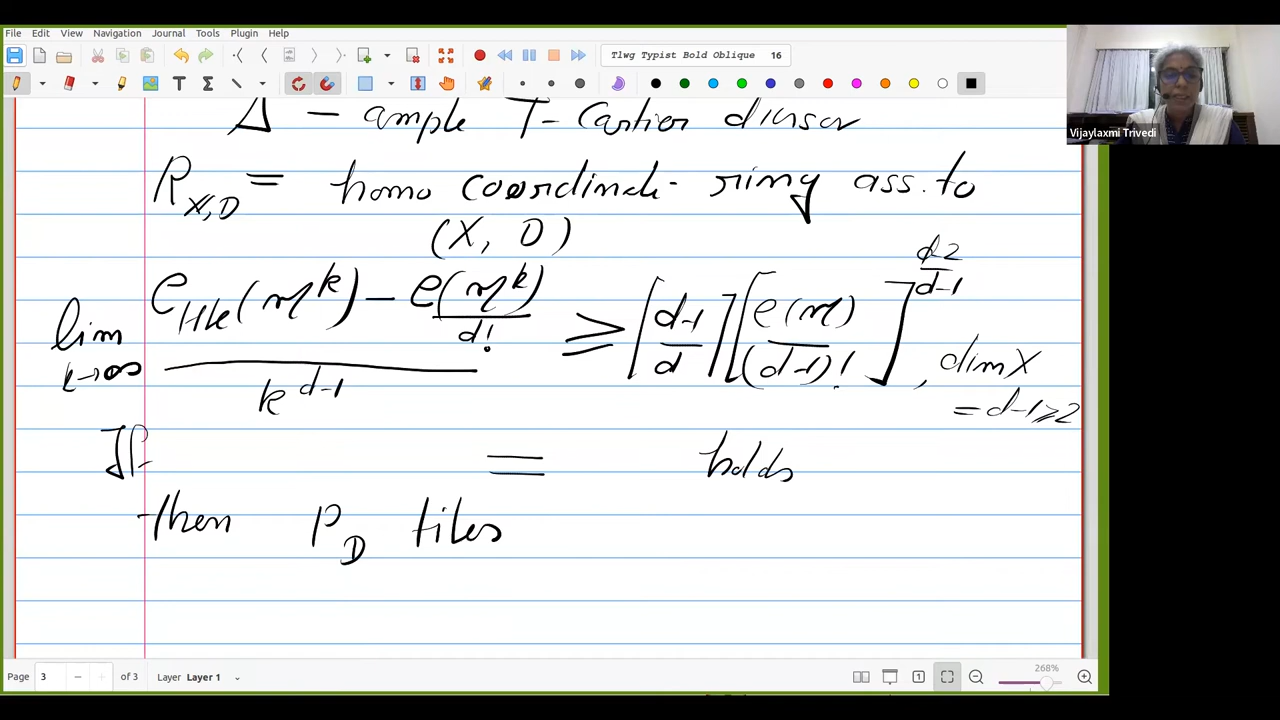 File Edit View Navigation Journal Tools Plugin Help
Tlwg Typist Bold Oblique 16
Vijaylaxmi Trivedi
Δ – ample T-Cartier divisor
R_{X,D} = homo coordinate ring ass. to
(X, D)
lim_{k→∞} (e_{HK}(m^k) – e(m^k)/d!) / k^{d-1} ≥ [(d-1)/d] [e(m)/(d-1)!]^{(d-2)/(d-1)}, dim X = d-1 ≥ 2
If = holds
then P_D tiles
Page 3 of 3 Layer Layer 1 268%